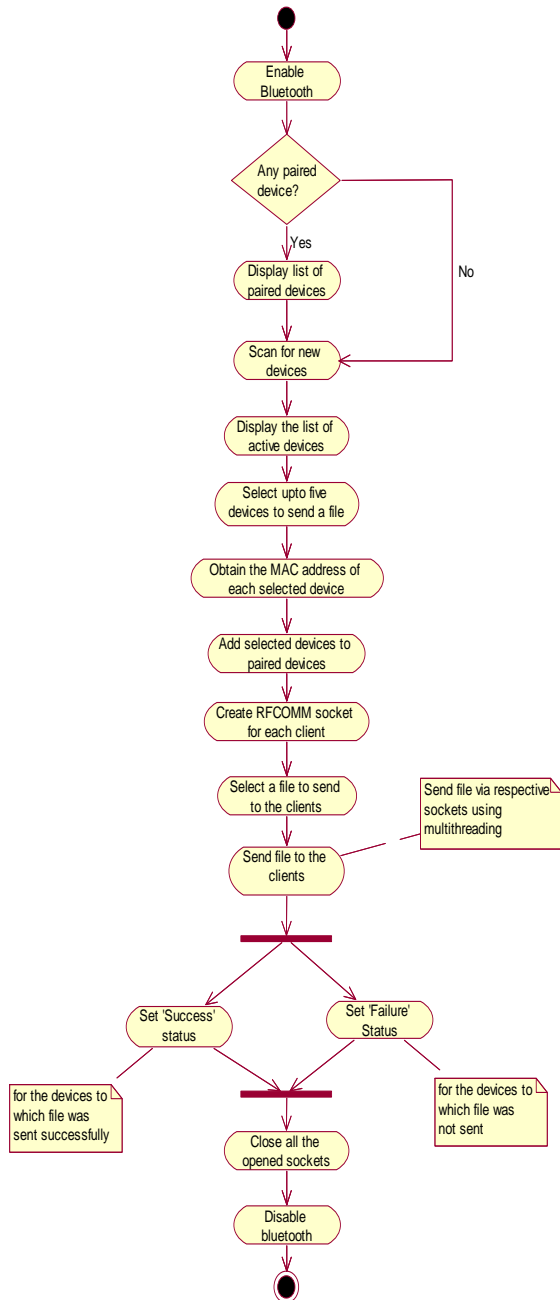 Enable
Bluetooth
Any paired
device?
Yes
No
Display list of
paired devices
Scan for new
devices
Display the list of
active devices
Select upto five
devices to send a file
Obtain the MAC address of
each selected device
Add selected devices to
paired devices
Create RFCOMM socket
for each client
Select a file to send
to the clients
Send file via respective
sockets using
multithreading
Send file to the
clients
Set 'Success'
status
Set 'Failure'
Status
for the devices to
which file was
sent successfully
for the devices to
which file was
not sent
Close all the
opened sockets
Disable
bluetooth